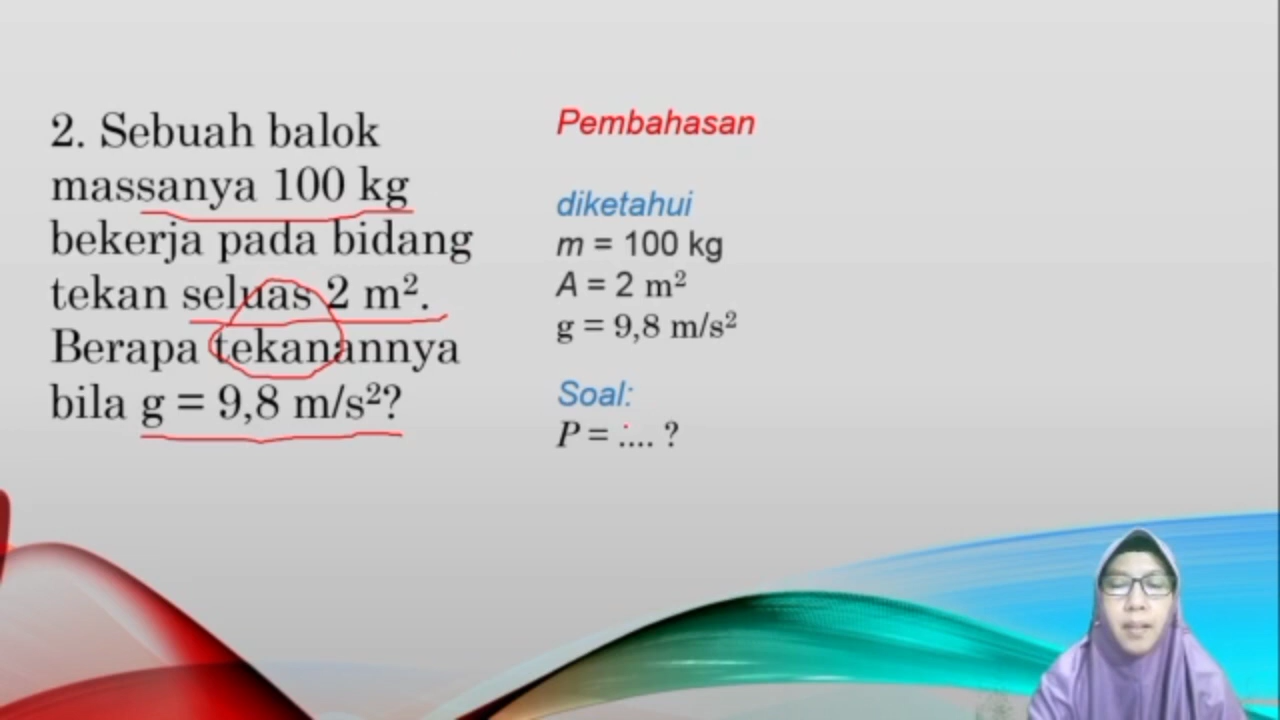 2. Sebuah balok
massanya 100 kg
bekerja pada bidang
tekan seluas 2 m².
Berapa tekanannya
bila g = 9,8 m/s²?
Pembahasan
diketahui
m = 100 kg
A = 2 m²
g = 9,8 m/s²
Soal:
P = .... ?